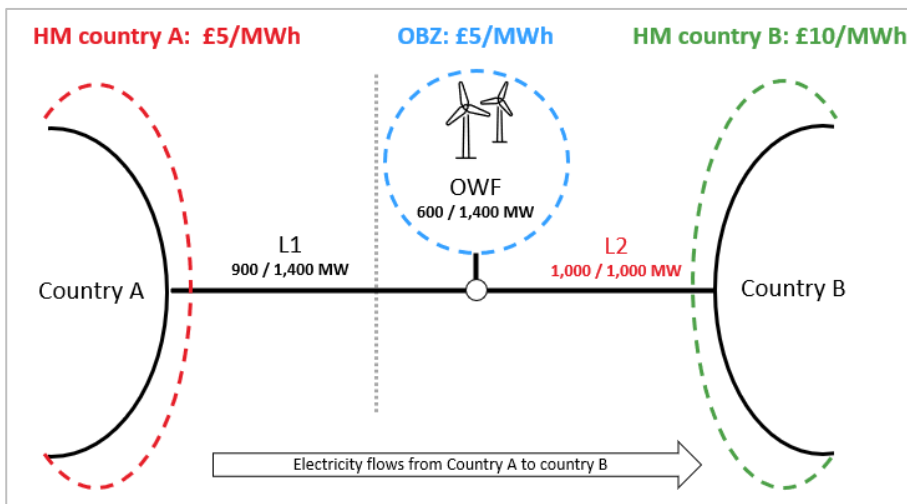 HM country A: £5/MWh
OBZ: £5/MWh
HM country B: £10/MWh
OWF
600 / 1,400 MW
L1
900 / 1,400 MW
L2
1,000 / 1,000 MW
Country A
Country B
Electricity flows from Country A to country B